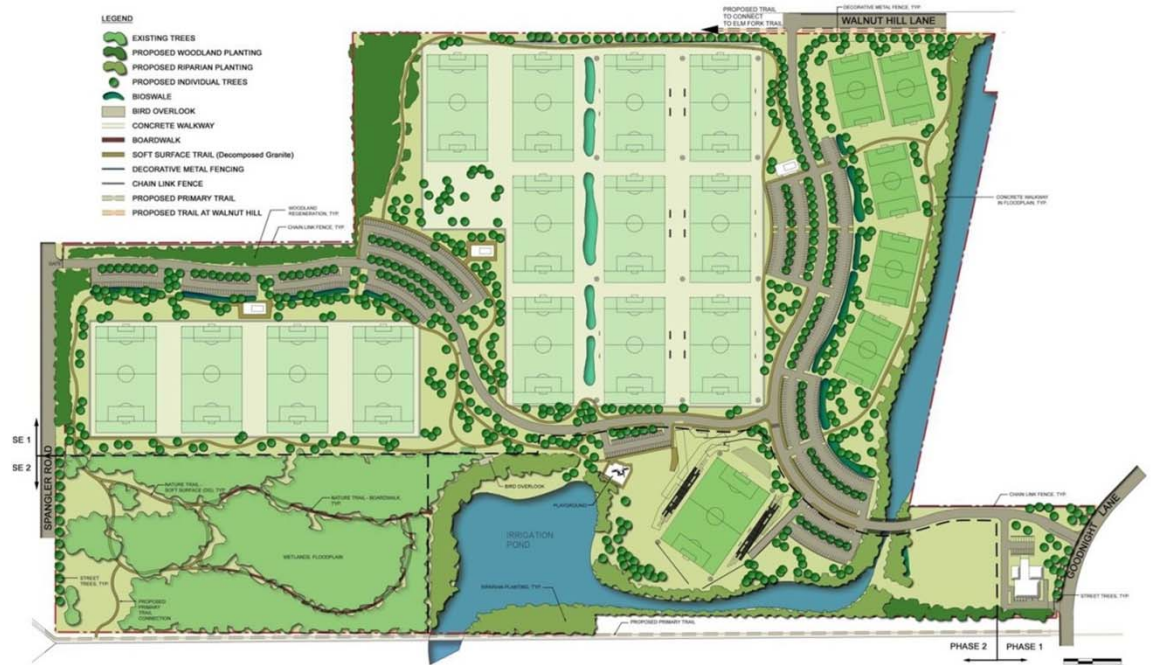 LEGEND
EXISTING TREES
PROPOSED WOODLAND PLANTING
PROPOSED RIPARIAN PLANTING
PROPOSED INDIVIDUAL TREES
BIOSWALE
BIRD OVERLOOK
CONCRETE WALKWAY
BOARDWALK
SOFT SURFACE TRAIL (Decomposed Granite)
DECORATIVE METAL FENCING
CHAIN LINK FENCE
PROPOSED PRIMARY TRAIL
PROPOSED TRAIL AT WALNUT HILL
PROPOSED TRAIL
TO CONNECT
TO ELM FORK TRAIL
DECORATIVE METAL FENCE, TYP.
WALNUT HILL LANE
WOODLAND
REGENERATION, TYP.
CHAIN LINK FENCE, TYP.
GATE
CONCRETE WALKWAY
IN FLOODPLAIN, TYP.
SE 1
SE 2
SPANGLER ROAD
NATURE TRAIL -
SOFT SURFACE (DG), TYP.
NATURE TRAIL - BOARDWALK,
TYP.
BIRD OVERLOOK
PLAYGROUND
IRRIGATION
POND
WETLANDS: FLOODPLAIN
CHAIN LINK FENCE, TYP.
GOODNIGHT LANE
STREET
TREES, TYP.
PROPOSED
PRIMARY
TRAIL
CONNECTION
RIPARIAN PLANTING, TYP.
STREET TREES, TYP.
PROPOSED PRIMARY TRAIL
PHASE 2
PHASE 1